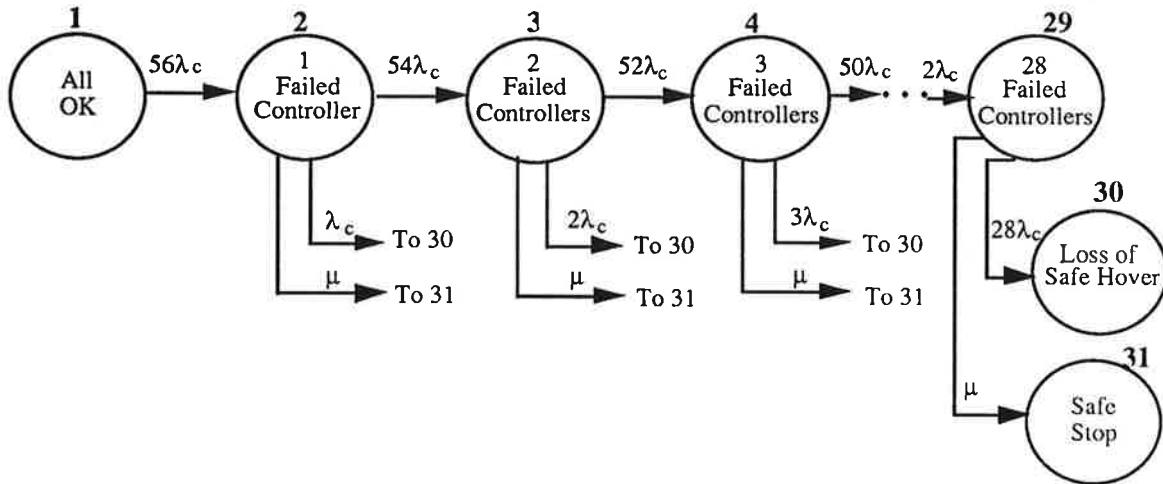 1
2
3
4
29
All
OK
56λc
1
Failed
Controller
54λc
2
Failed
Controllers
52λc
3
Failed
Controllers
50λc
· · ·
2λc
28
Failed
Controllers
λc
To 30
μ
To 31
2λc
To 30
μ
To 31
3λc
To 30
μ
To 31
30
28λc
Loss of
Safe Hover
31
μ
Safe
Stop